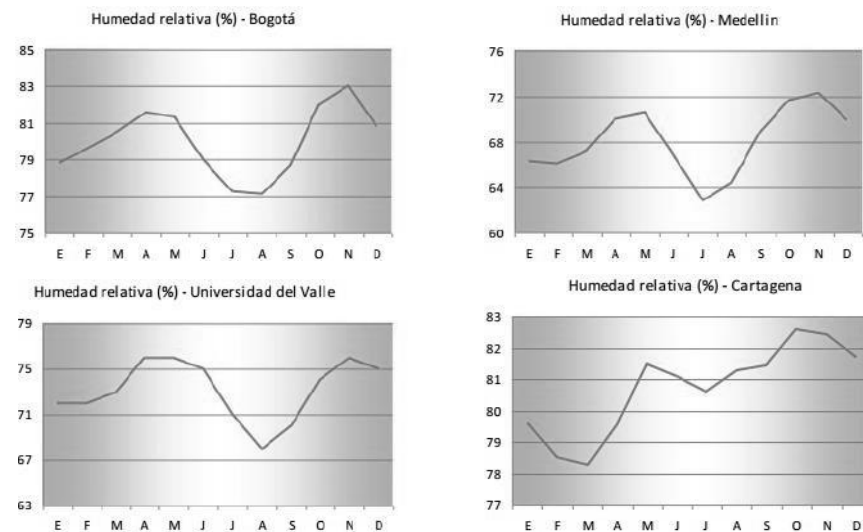 Humedad relativa (%) - Bogotá
85
83
81
79
77
75
E F M A M J J A S O N D
Humedad relativa (%) - Medellin
76
72
68
64
60
E F M A M J J A S O N D
Humedad relativa (%) - Universidad del Valle
79
75
71
67
63
E F M A M J J A S O N D
Humedad relativa (%) - Cartagena
83
82
81
80
79
78
77
E F M A M J J A S O N D